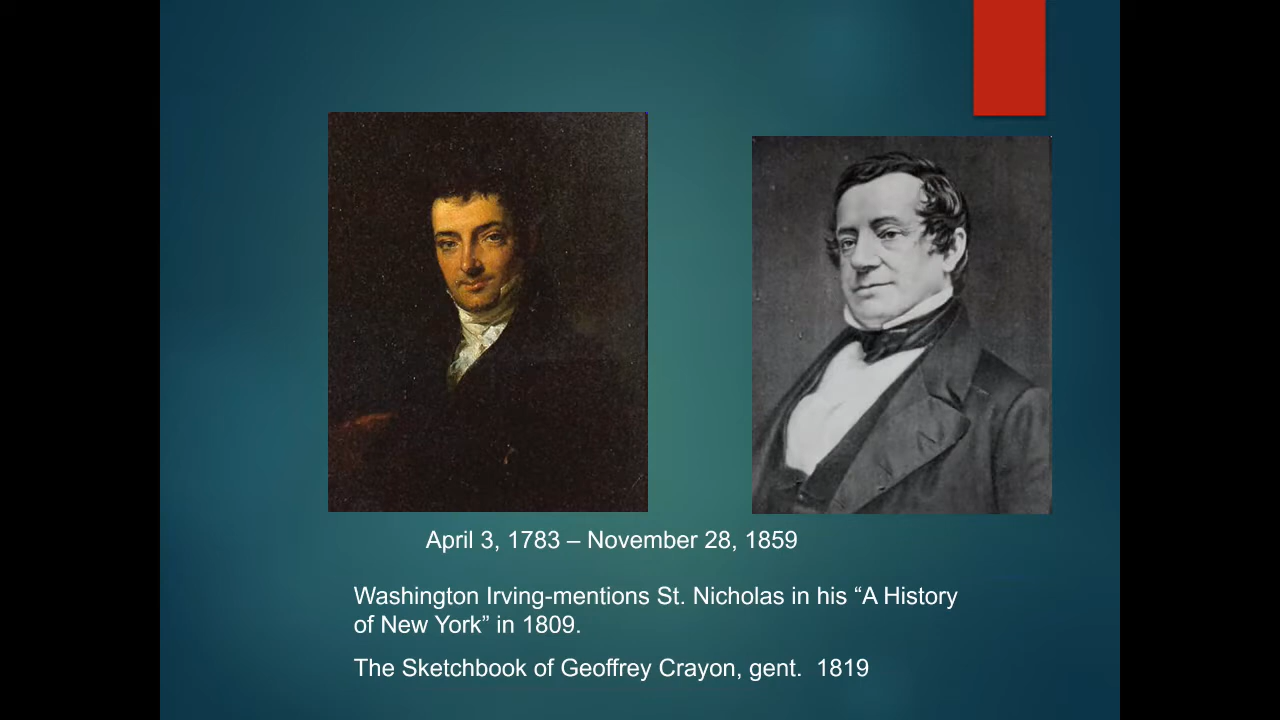 April 3, 1783 – November 28, 1859
Washington Irving-mentions St. Nicholas in his “A History
of New York” in 1809.
The Sketchbook of Geoffrey Crayon, gent.  1819